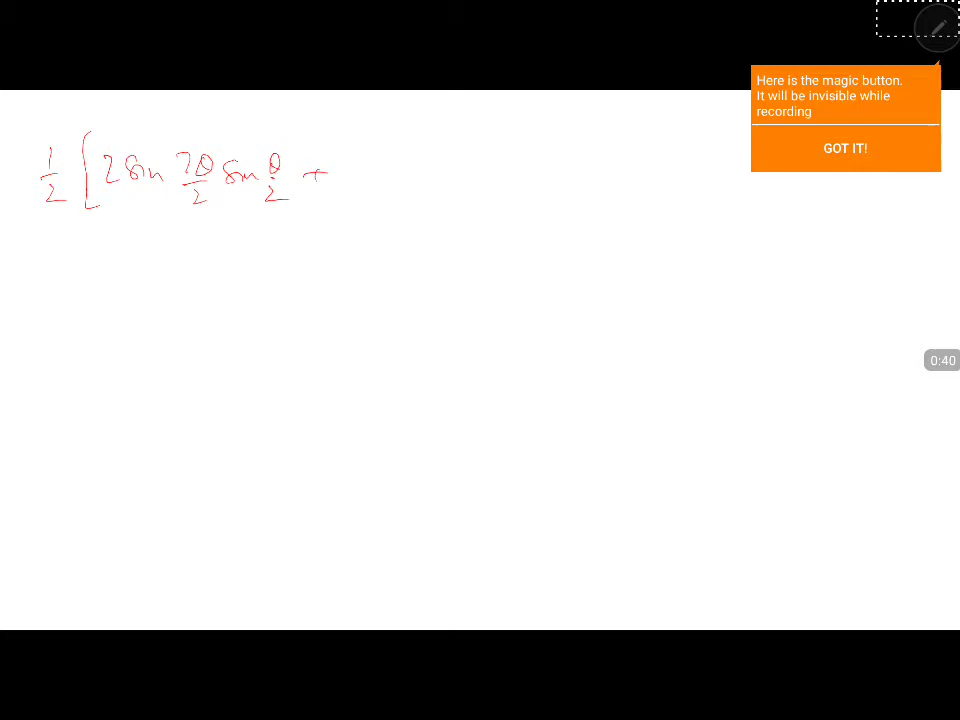 1/2 [2 sin 7θ/2 sin θ/2 +
Here is the magic button.
It will be invisible while
recording
GOT IT!
0:40